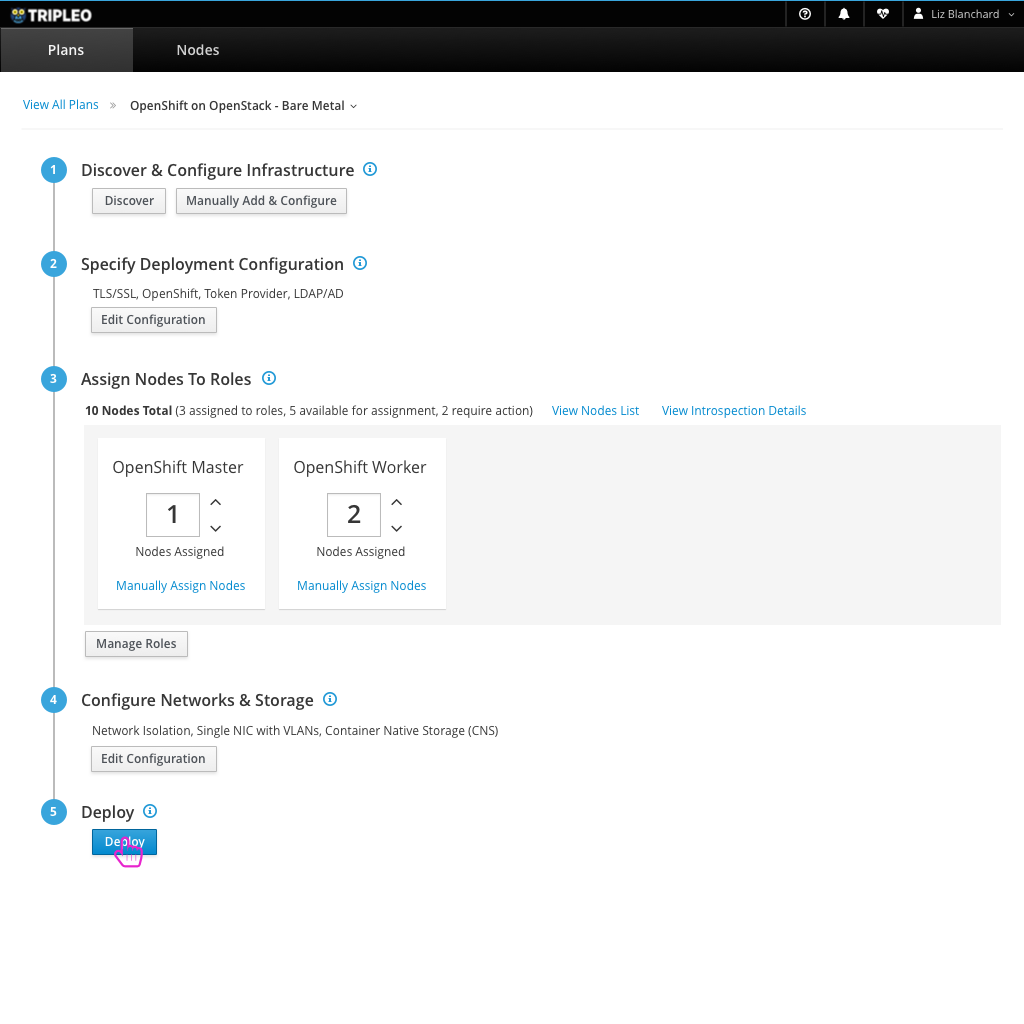 TRIPLEO
Liz Blanchard
Plans
Nodes
View All Plans » OpenShift on OpenStack - Bare Metal
1
Discover & Configure Infrastructure
Discover
Manually Add & Configure
2
Specify Deployment Configuration
TLS/SSL, OpenShift, Token Provider, LDAP/AD
Edit Configuration
3
Assign Nodes To Roles
10 Nodes Total (3 assigned to roles, 5 available for assignment, 2 require action)
View Nodes List
View Introspection Details
OpenShift Master
1
Nodes Assigned
Manually Assign Nodes
OpenShift Worker
2
Nodes Assigned
Manually Assign Nodes
Manage Roles
4
Configure Networks & Storage
Network Isolation, Single NIC with VLANs, Container Native Storage (CNS)
Edit Configuration
5
Deploy
Deploy